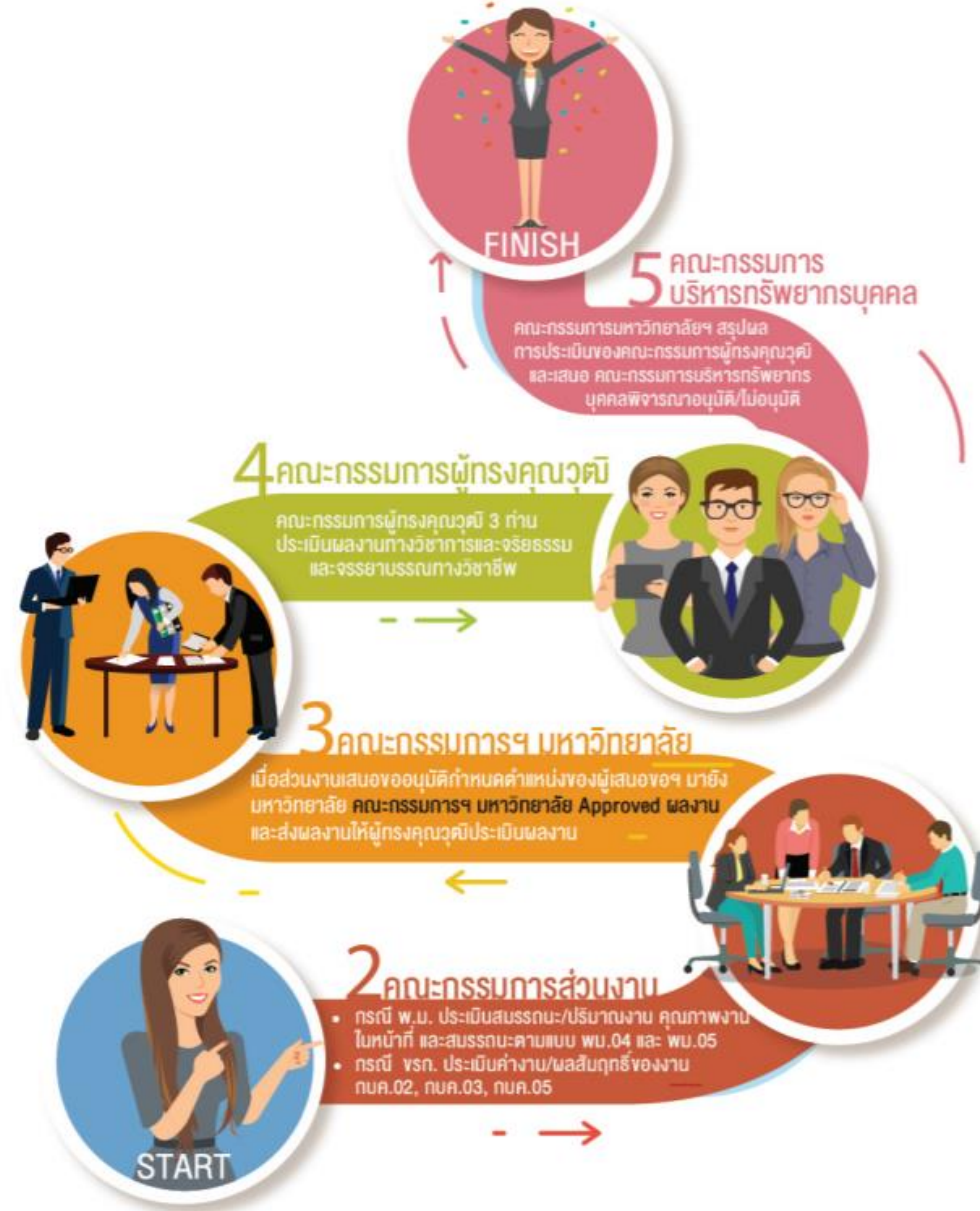 FINISH
5 คณะกรรมการ
บริหารทรัพยากรบุคคล
คณะกรรมการมหาวิทยาลัยฯ สรุปผล
การประเมินของคณะกรรมการผู้ทรงคุณวุฒิ
และเสนอ คณะกรรมการบริหารทรัพยากร
บุคคลพิจารณาอนุมัติ/ไม่อนุมัติ
4 คณะกรรมการผู้ทรงคุณวุฒิ
คณะกรรมการผู้ทรงคุณวุฒิ 3 ท่าน
ประเมินผลงานทางวิชาการและจริยธรรม
และจรรยาบรรณทางวิชาชีพ
3 คณะกรรมการฯ มหาวิทยาลัย
เมื่อส่วนงานเสนอขออนุมัติกำหนดตำแหน่งของผู้เสนอขอฯ มายัง
มหาวิทยาลัย คณะกรรมการฯ มหาวิทยาลัย Approved ผลงาน
และส่งผลงานให้ผู้ทรงคุณวุฒิประเมินผลงาน
2 คณะกรรมการส่วนงาน
• กรณี พ.ม. ประเมินสมรรถนะ/ปริมาณงาน คุณภาพงาน
ในหน้าที่ และสมรรถนะตามแบบ พม.04 และ พม.05
• กรณี ขรก. ประเมินค่างาน/ผลสัมฤทธิ์ของงาน
กบค.02, กบค.03, กบค.05
START